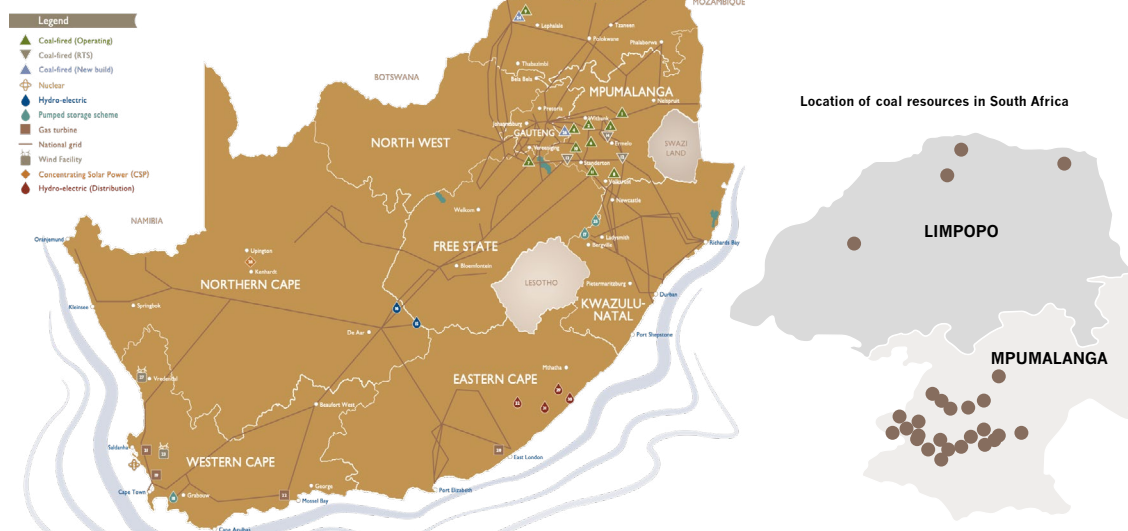 Legend
Coal-fired (Operating)
Coal-fired (RTS)
Coal-fired (New build)
Nuclear
Hydro-electric
Pumped storage scheme
Gas turbine
National grid
Wind Facility
Concentrating Solar Power (CSP)
Hydro-electric (Distribution)
MOZAMBIQUE
Lephalale
Tzaneen
Polokwane
Phalaborwa
Thabazimbi
Bela Bela
BOTSWANA
MPUMALANGA
Nelspruit
Pretoria
Johannesburg
Witbank
GAUTENG
Vereeniging
Ermelo
SWAZI
LAND
Standerton
NORTH WEST
Volksrust
Newcastle
Welkom
NAMIBIA
Oranjemund
Upington
Kenhardt
FREE STATE
Ladysmith
Bergville
Richards Bay
Bloemfontein
LESOTHO
NORTHERN CAPE
Pietermaritzburg
KWAZULU-
NATAL
Durban
Kleinsee
Springbok
De Aar
Port Shepstone
Mthatha
EASTERN CAPE
Vredendal
Beaufort West
Saldanha
WESTERN CAPE
East London
Cape Town
Grabouw
George
Mossel Bay
Port Elizabeth
Cape Agulhas
Location of coal resources in South Africa
LIMPOPO
MPUMALANGA